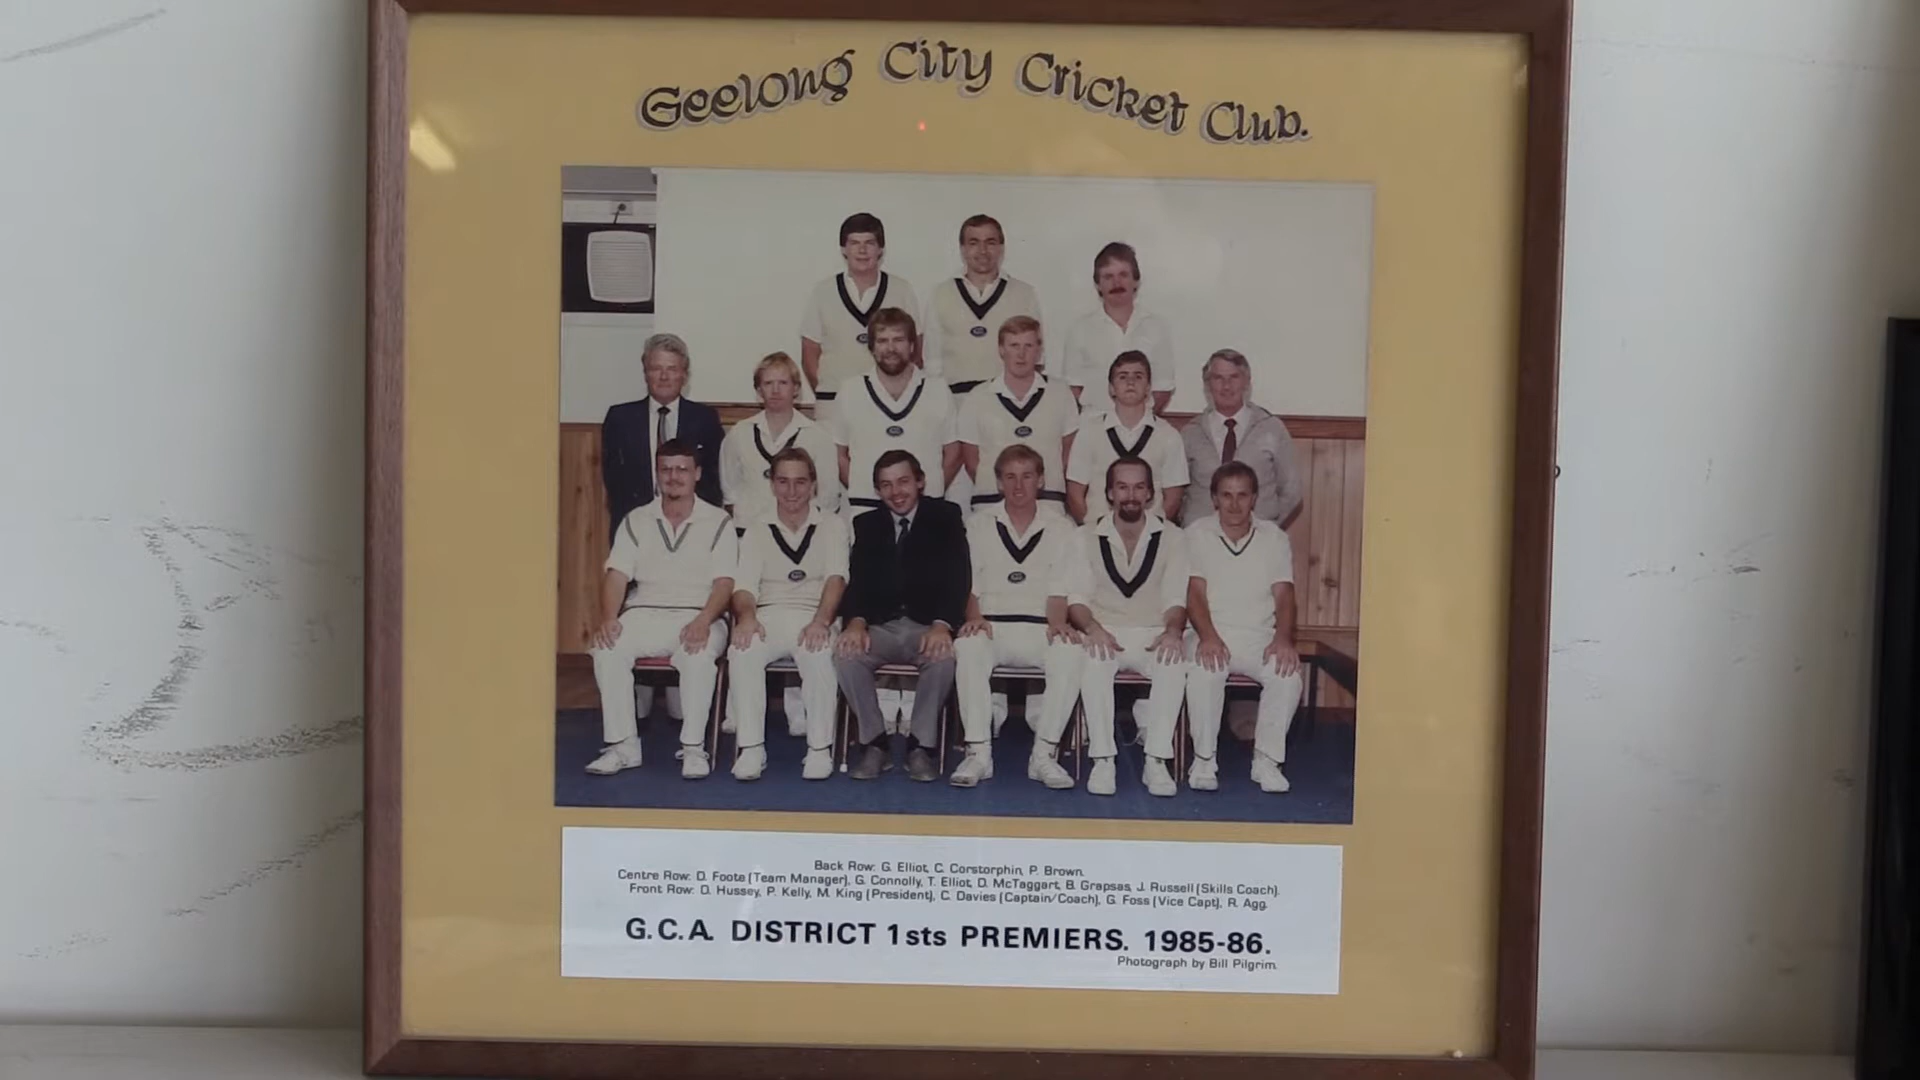 Geelong City Cricket Club.
Back Row: G. Elliot, C. Corstorphin, P. Brown.
Centre Row: D. Foote (Team Manager), G. Connolly, T. Elliot, D. McTaggart, B. Grapsas, J. Russell (Skills Coach).
Front Row: D. Hussey, P. Kelly, M. King (President), C. Davies (Captain/Coach), G. Foss (Vice Capt), R. Agg.
G.C.A. DISTRICT 1sts PREMIERS. 1985-86.
Photograph by Bill Pilgrim.